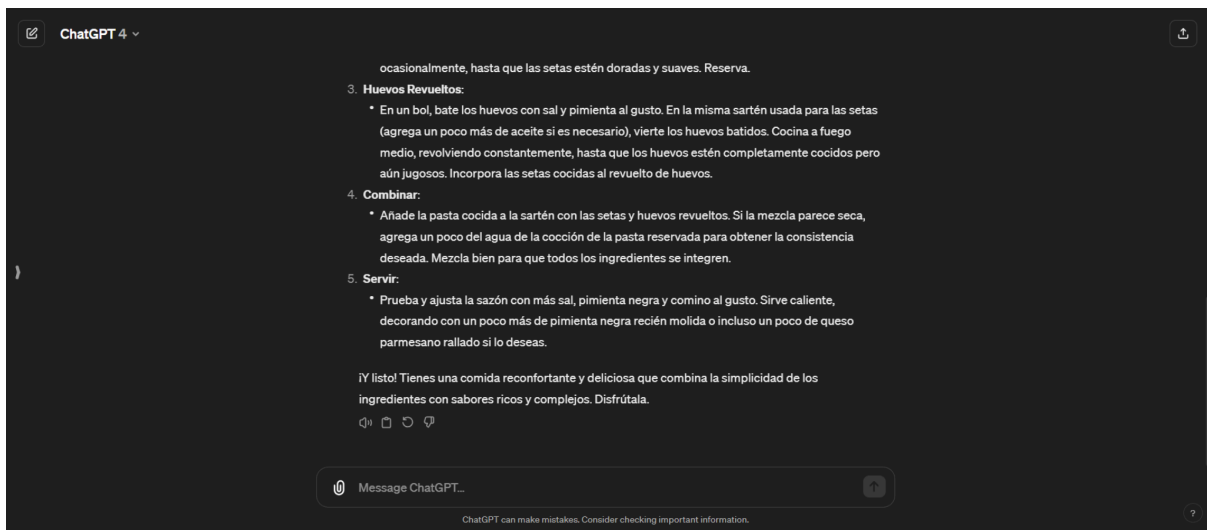 ChatGPT 4
ocasionalmente, hasta que las setas estén doradas y suaves. Reserva.
3. Huevos Revueltos:
• En un bol, bate los huevos con sal y pimienta al gusto. En la misma sartén usada para las setas
(agrega un poco más de aceite si es necesario), vierte los huevos batidos. Cocina a fuego
medio, revolviendo constantemente, hasta que los huevos estén completamente cocidos pero
aún jugosos. Incorpora las setas cocidas al revuelto de huevos.
4. Combinar:
• Añade la pasta cocida a la sartén con las setas y huevos revueltos. Si la mezcla parece seca,
agrega un poco del agua de la cocción de la pasta reservada para obtener la consistencia
deseada. Mezcla bien para que todos los ingredientes se integren.
5. Servir:
• Prueba y ajusta la sazón con más sal, pimienta negra y comino al gusto. Sirve caliente,
decorando con un poco más de pimienta negra recién molida o incluso un poco de queso
parmesano rallado si lo deseas.
¡Y listo! Tienes una comida reconfortante y deliciosa que combina la simplicidad de los
ingredientes con sabores ricos y complejos. Disfrútala.
Message ChatGPT...
ChatGPT can make mistakes. Consider checking important information.
?